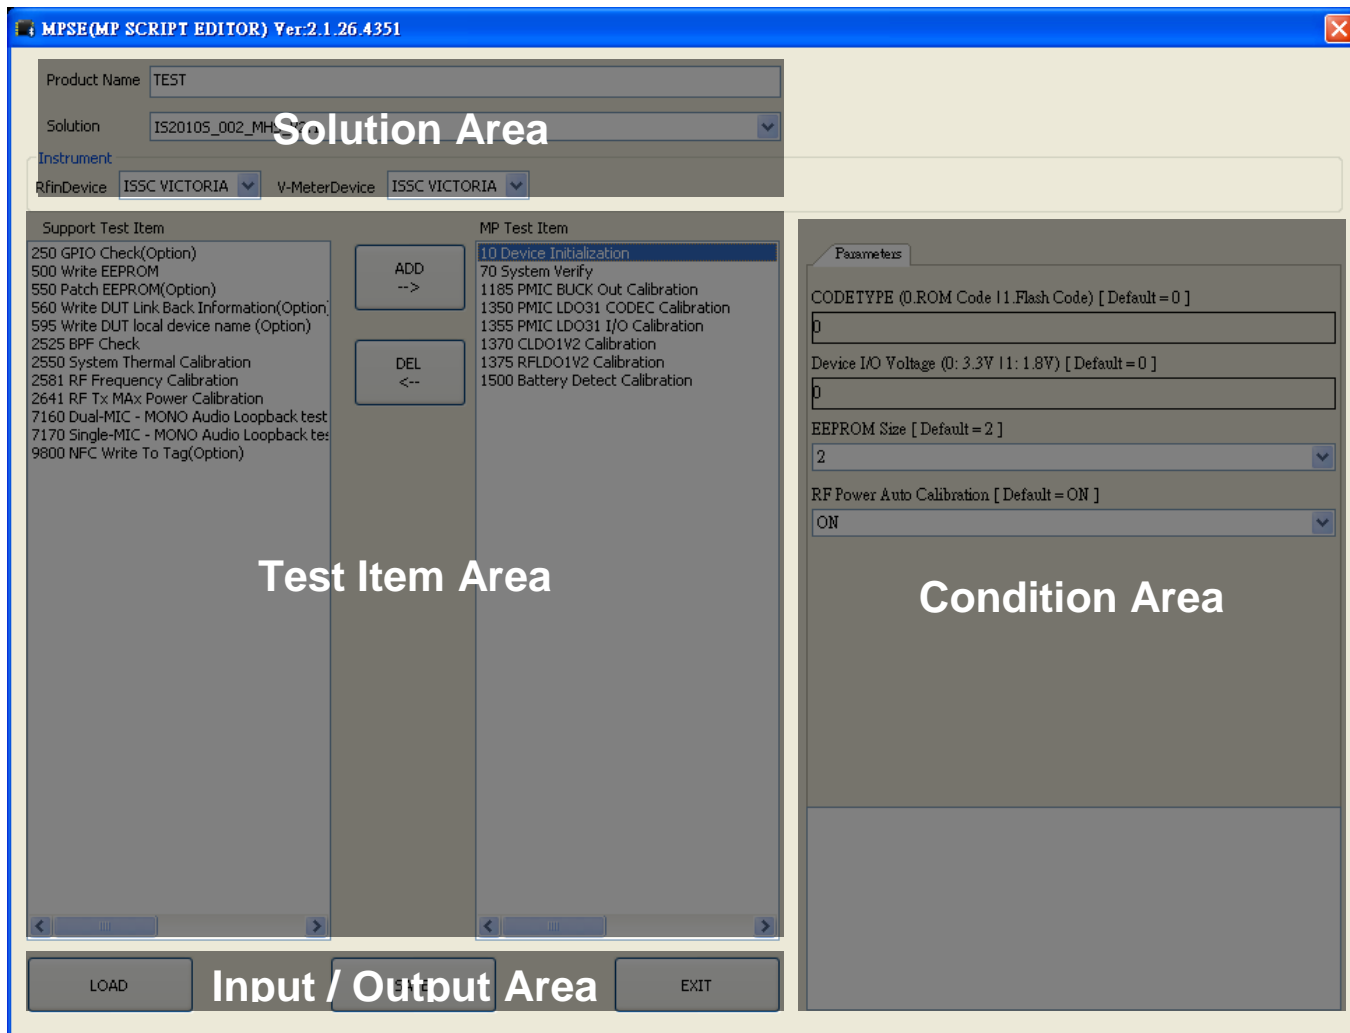 MPSE(MP SCRIPT EDITOR) Ver:2.1.26.4351
Product Name TEST
Solution IS2010S_002_MHS_V2.1
Solution Area
Instrument
RfinDevice ISSC VICTORIA V-MeterDevice ISSC VICTORIA
Support Test Item
250 GPIO Check(Option)
500 Write EEPROM
550 Patch EEPROM(Option)
560 Write DUT Link Back Information(Option)
595 Write DUT local device name (Option)
2525 BPF Check
2550 System Thermal Calibration
2581 RF Frequency Calibration
2641 RF Tx MAx Power Calibration
7160 Dual-MIC - MONO Audio Loopback test
7170 Single-MIC - MONO Audio Loopback tes
9800 NFC Write To Tag(Option)
ADD
-->
DEL
<--
MP Test Item
10 Device Initialization
70 System Verify
1185 PMIC BUCK Out Calibration
1350 PMIC LDO31 CODEC Calibration
1355 PMIC LDO31 I/O Calibration
1370 CLDO1V2 Calibration
1375 RFLDO1V2 Calibration
1500 Battery Detect Calibration
Test Item Area
Parameters
CODETYPE (0.ROM Code | 1.Flash Code) [ Default = 0 ]
0
Device I/O Voltage (0: 3.3V | 1: 1.8V) [ Default = 0 ]
0
EEPROM Size [ Default = 2 ]
2
RF Power Auto Calibration [ Default = ON ]
ON
Condition Area
LOAD
Input / Output Area
EXIT